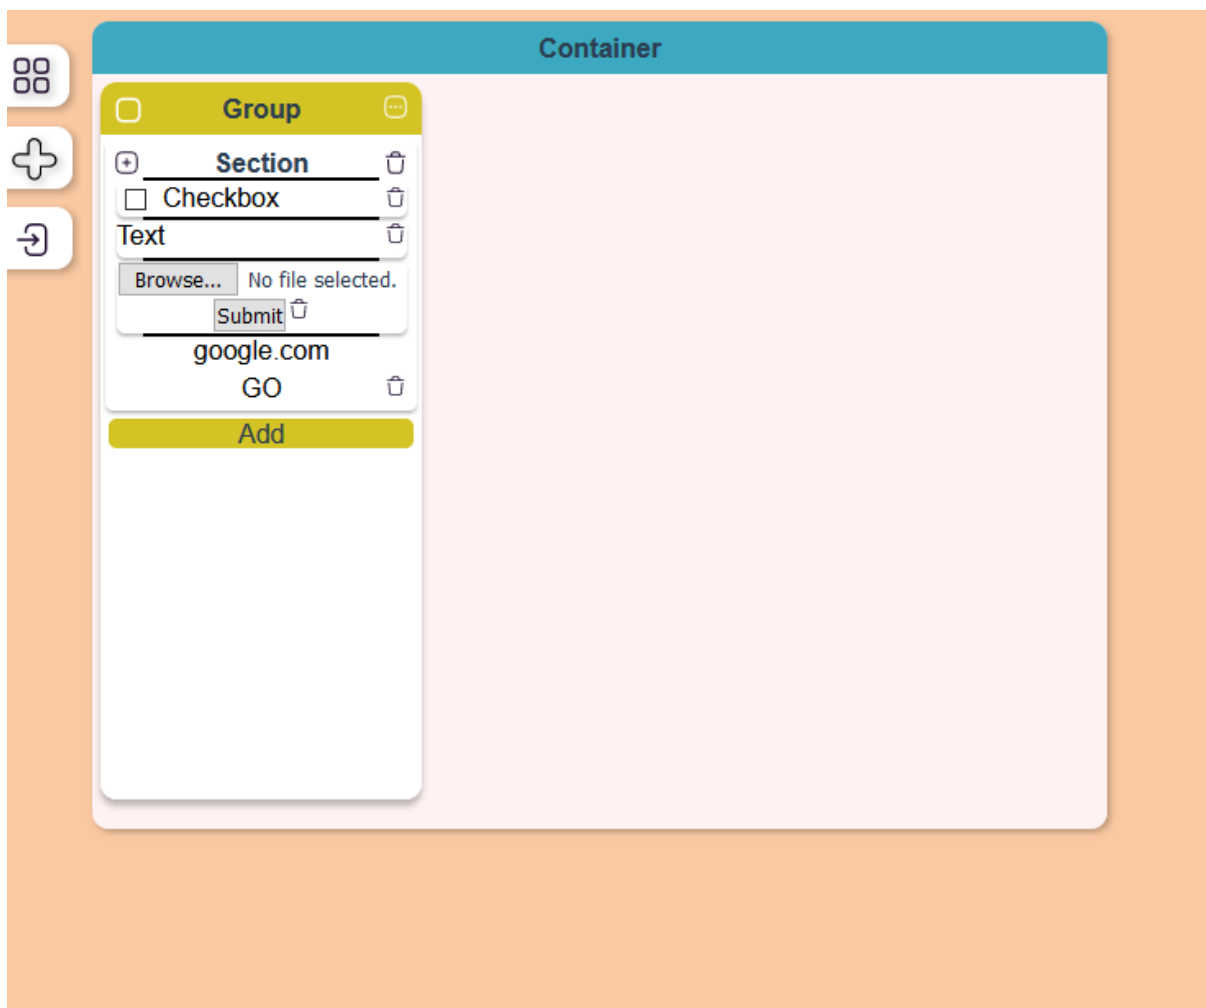 Container
Group
Section
Checkbox
Text
Browse... No file selected.
Submit
google.com
GO
Add